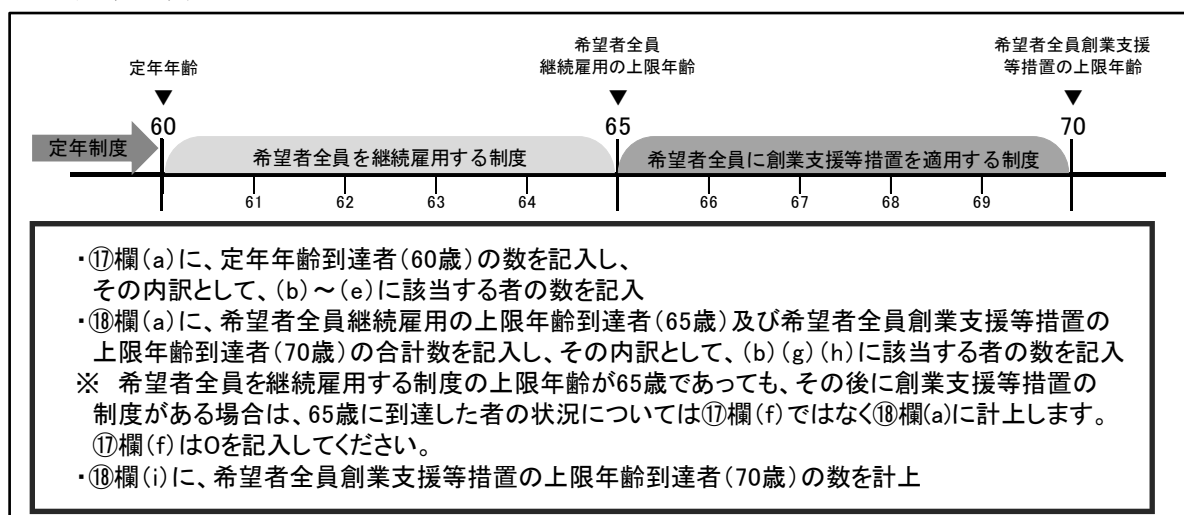 希望者全員
継続雇用の上限年齢
希望者全員創業支援
等措置の上限年齢
定年年齢
▼ ▼ ▼
60 65 70
定年制度 希望者全員を継続雇用する制度 希望者全員に創業支援等措置を適用する制度
61 62 63 64 66 67 68 69
・⑰欄(a)に、定年年齢到達者(60歳)の数を記入し、
その内訳として、(b)~(e)に該当する者の数を記入
・⑱欄(a)に、希望者全員継続雇用の上限年齢到達者(65歳)及び希望者全員創業支援等措置の
上限年齢到達者(70歳)の合計数を記入し、その内訳として、(b)(g)(h)に該当する者の数を記入
※ 希望者全員を継続雇用する制度の上限年齢が65歳であっても、その後に創業支援等措置の
制度がある場合は、65歳に到達した者の状況については⑰欄(f)ではなく⑱欄(a)に計上します。
⑰欄(f)は0を記入してください。
・⑱欄(i)に、希望者全員創業支援等措置の上限年齢到達者(70歳)の数を計上